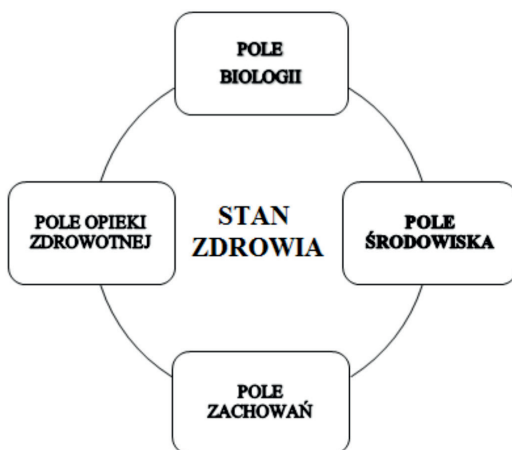 POLE
BIOLOGII
POLE OPIEKI
ZDROWOTNEJ
STAN
ZDROWIA
POLE
ŚRODOWISKA
POLE
ZACHOWAŃ